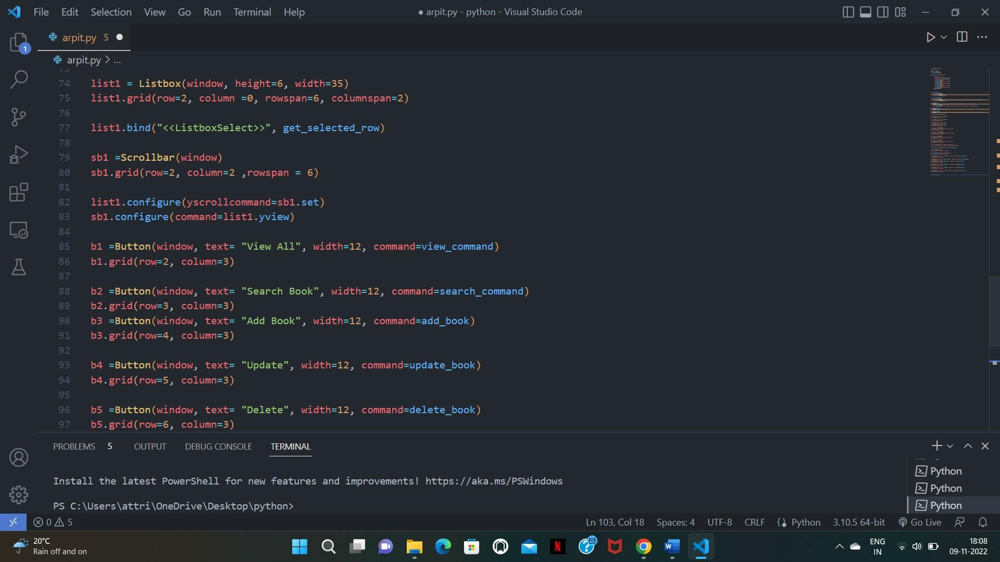 File Edit Selection View Go Run Terminal Help ● arpit.py - python - Visual Studio Code
arpit.py 5
1
arpit.py > ...
73
74 list1 = Listbox(window, height=6, width=35)
75 list1.grid(row=2, column =0, rowspan=6, columnspan=2)
76
77 list1.bind("<<ListboxSelect>>", get_selected_row)
78
79 sb1 =Scrollbar(window)
80 sb1.grid(row=2, column=2 ,rowspan = 6)
81
82 list1.configure(yscrollcommand=sb1.set)
83 sb1.configure(command=list1.yview)
84
85 b1 =Button(window, text= "View All", width=12, command=view_command)
86 b1.grid(row=2, column=3)
87
88 b2 =Button(window, text= "Search Book", width=12, command=search_command)
89 b2.grid(row=3, column=3)
90 b3 =Button(window, text= "Add Book", width=12, command=add_book)
91 b3.grid(row=4, column=3)
92
93 b4 =Button(window, text= "Update", width=12, command=update_book)
94 b4.grid(row=5, column=3)
95
96 b5 =Button(window, text= "Delete", width=12, command=delete_book)
97 b5.grid(row=6, column=3)
PROBLEMS 5 OUTPUT DEBUG CONSOLE TERMINAL
Install the latest PowerShell for new features and improvements! https://aka.ms/PSWindows
PS C:\Users\attri\OneDrive\Desktop\python>
Python
Python
Python
0 5 Ln 103, Col 18 Spaces: 4 UTF-8 CRLF Python 3.10.5 64-bit Go Live
20°C
Rain off and on
ENG
IN
18:08
09-11-2022